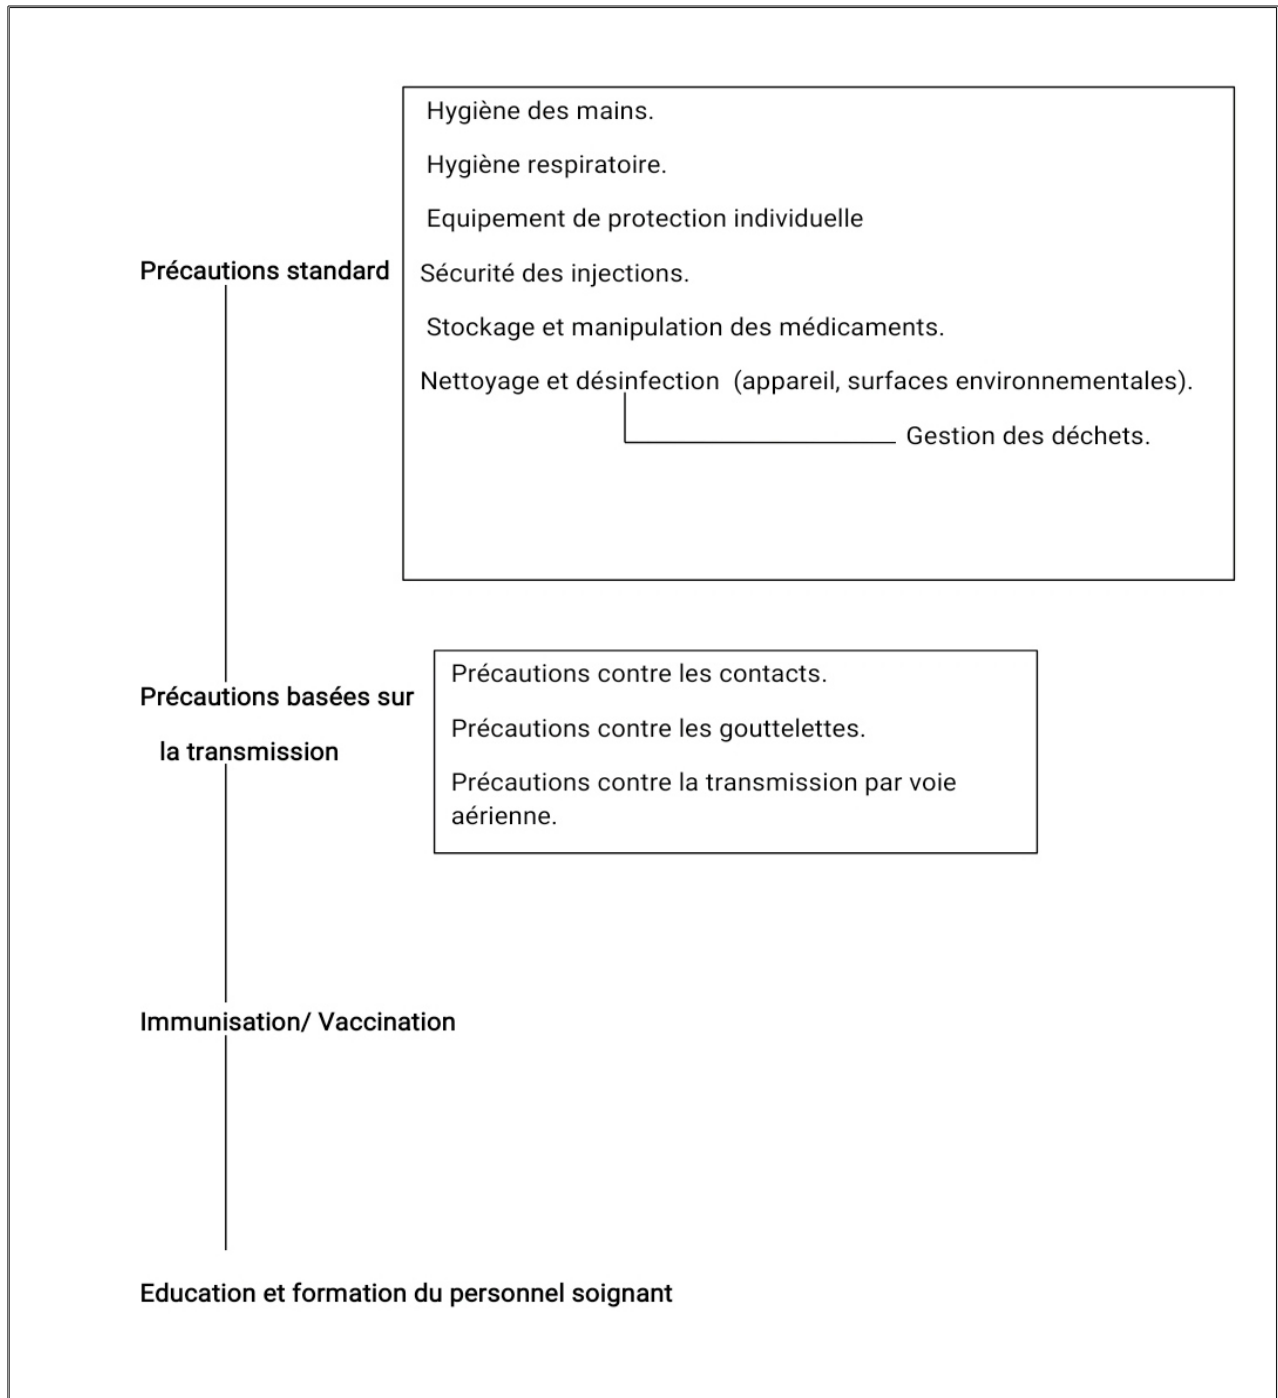 Hygiène des mains.
Hygiène respiratoire.
Equipement de protection individuelle
Précautions standard
Sécurité des injections.
Stockage et manipulation des médicaments.
Nettoyage et désinfection (appareil, surfaces environnementales).
Gestion des déchets.
Précautions basées sur
la transmission
Précautions contre les contacts.
Précautions contre les gouttelettes.
Précautions contre la transmission par voie
aérienne.
Immunisation/ Vaccination
Education et formation du personnel soignant